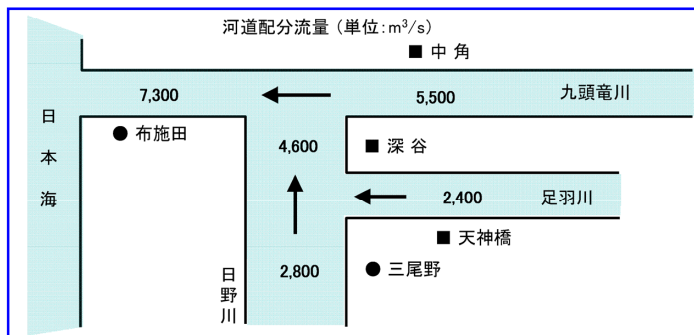 河道配分流量 (単位:m³/s)
■ 中 角
7,300
5,500
九頭竜川
日本海
● 布施田
4,600
■ 深 谷
2,400
足羽川
■ 天神橋
日野川
2,800
● 三尾野